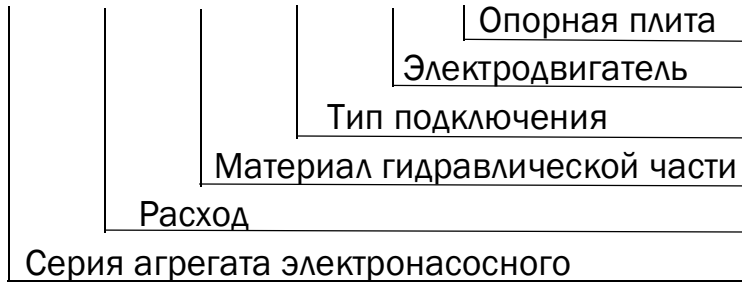 Опорная плита
Электродвигатель
Тип подключения
Материал гидравлической части
Расход
Серия агрегата электронасосного